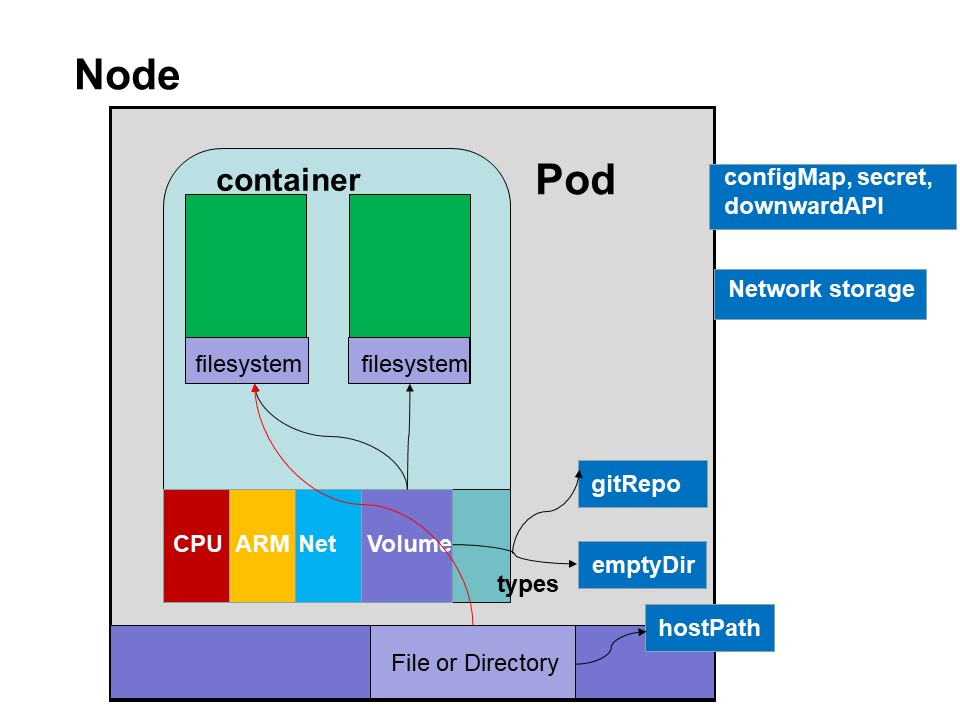 Node
container
Pod
configMap, secret,
downwardAPI
Network storage
filesystem
filesystem
gitRepo
CPU
ARM
Net
Volume
emptyDir
types
hostPath
File or Directory